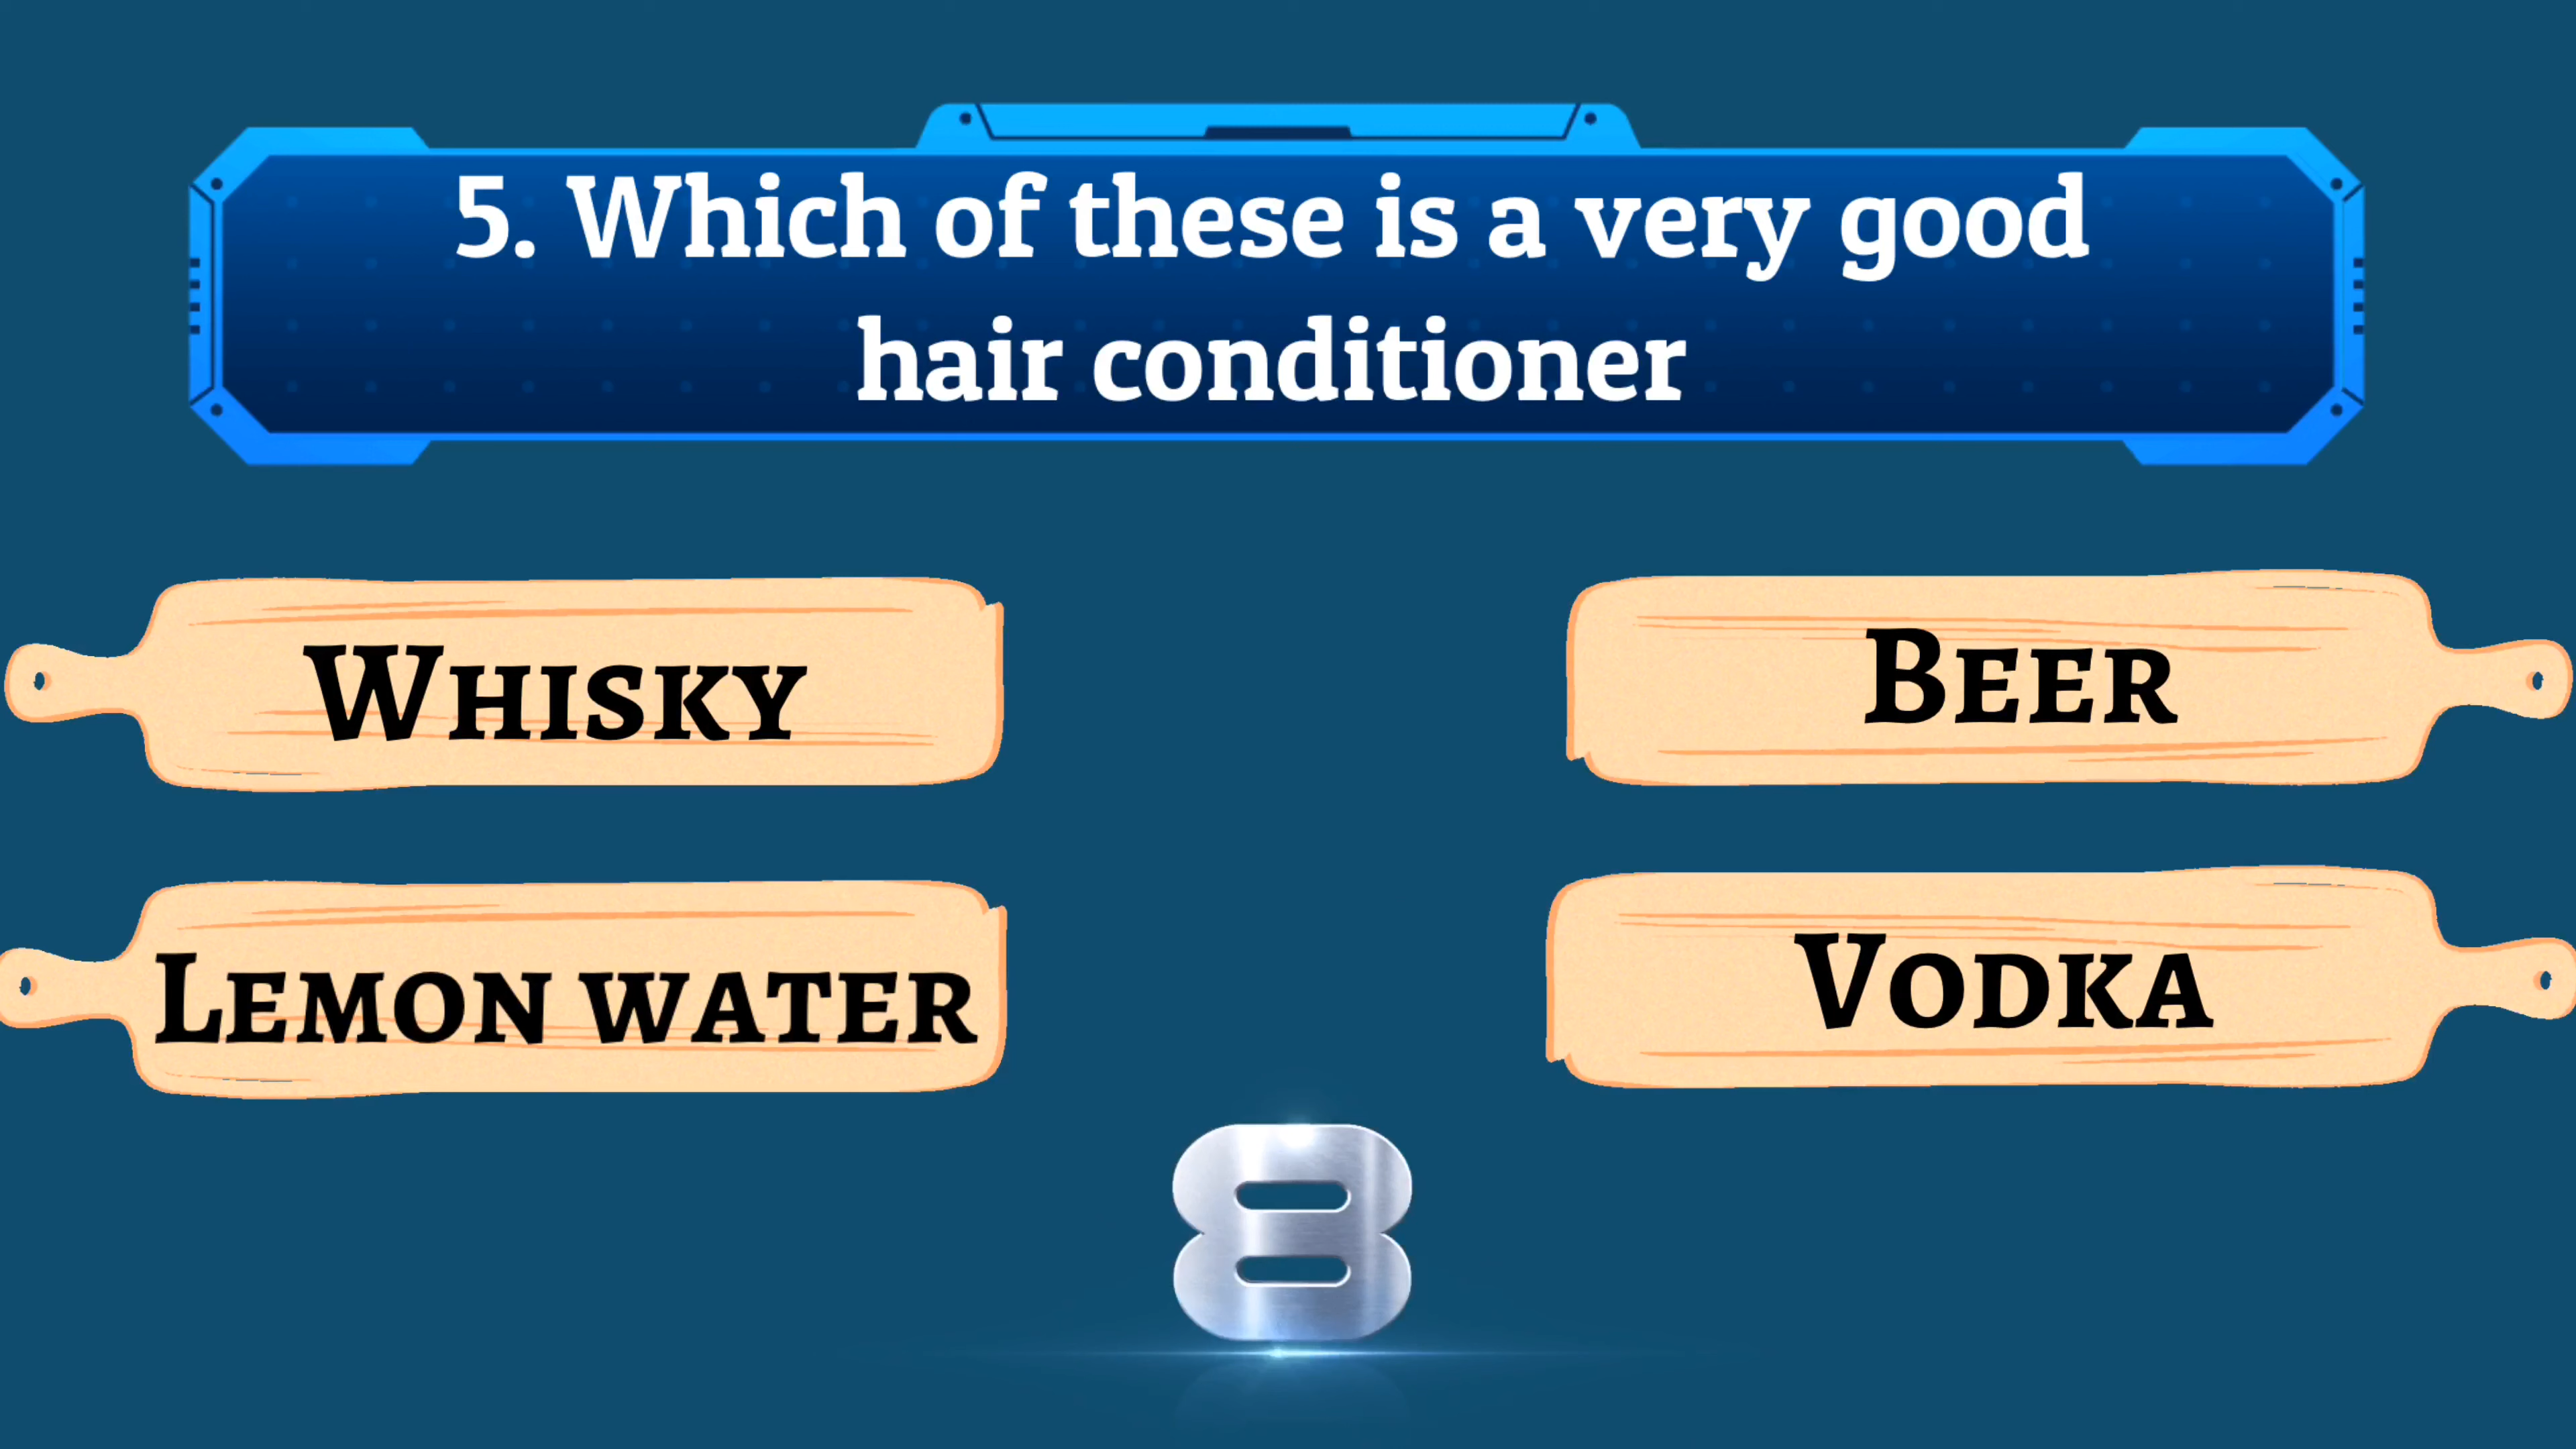 5. Which of these is a very good
hair conditioner
Whisky
Beer
Lemon water
Vodka
8